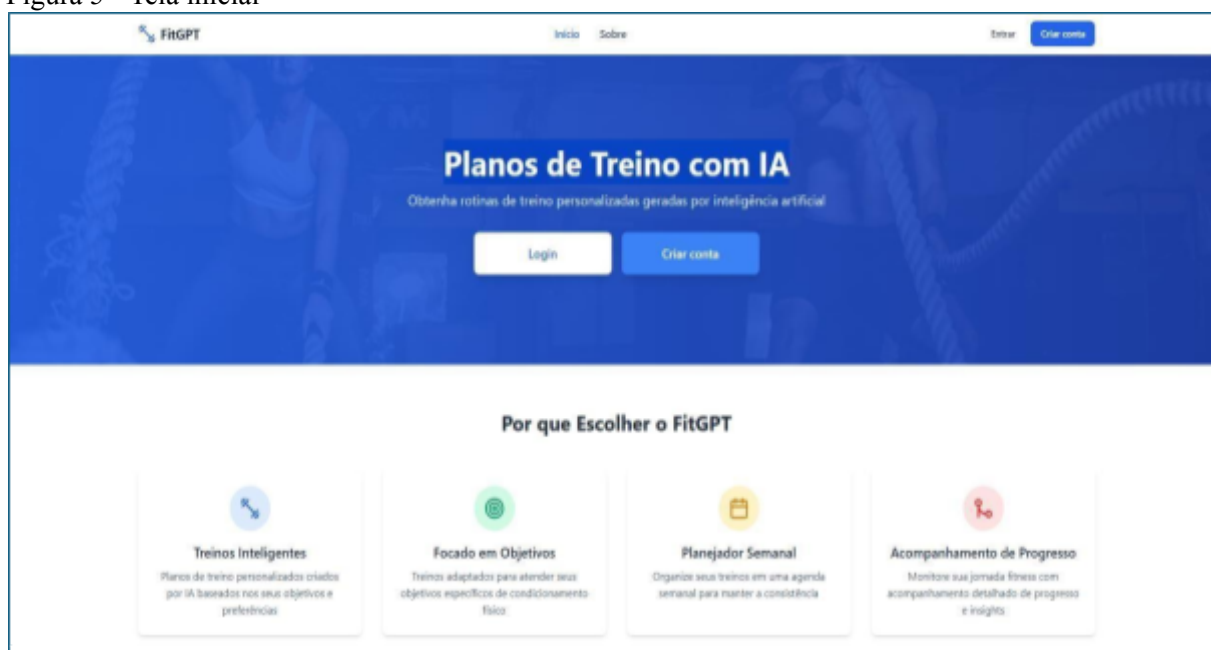 FitGPT
Início Sobre
Entrar Criar conta
Planos de Treino com IA
Obtenha rotinas de treino personalizadas geradas por inteligência artificial
Login Criar conta
Por que Escolher o FitGPT
Treinos Inteligentes
Planos de treino personalizados criados
por IA baseados nos seus objetivos e
preferências
Focado em Objetivos
Treinos adaptados para atender seus
objetivos específicos de condicionamento
físico
Planejador Semanal
Organize seus treinos em uma agenda
semanal para manter a consistência
Acompanhamento de Progresso
Monitore sua jornada fitness com
acompanhamento detalhado de progresso
e insights